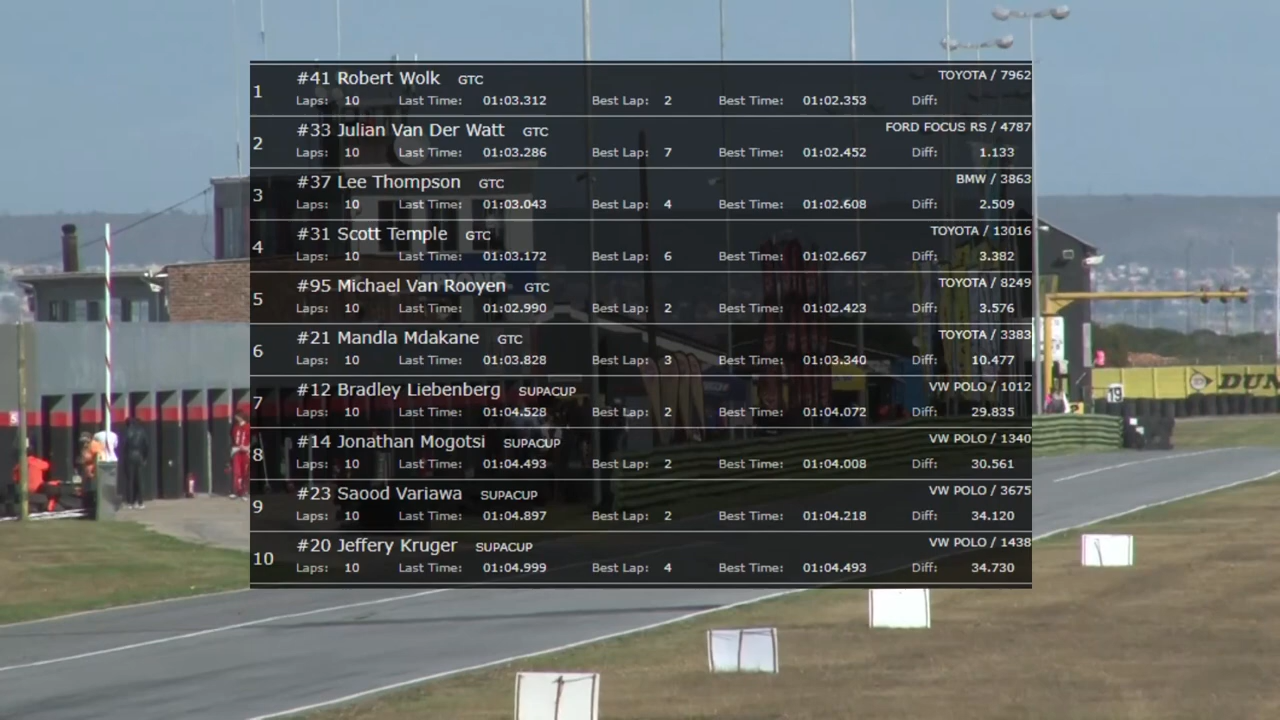 1
#41 Robert Wolk GTC TOYOTA / 7962
Laps: 10 Last Time: 01:03.312 Best Lap: 2 Best Time: 01:02.353 Diff:
2
#33 Julian Van Der Watt GTC FORD FOCUS RS / 4787
Laps: 10 Last Time: 01:03.286 Best Lap: 7 Best Time: 01:02.452 Diff: 1.133
3
#37 Lee Thompson GTC BMW / 3863
Laps: 10 Last Time: 01:03.043 Best Lap: 4 Best Time: 01:02.608 Diff: 2.509
4
#31 Scott Temple GTC TOYOTA / 13016
Laps: 10 Last Time: 01:03.172 Best Lap: 6 Best Time: 01:02.667 Diff: 3.382
5
#95 Michael Van Rooyen GTC TOYOTA / 8249
Laps: 10 Last Time: 01:02.990 Best Lap: 2 Best Time: 01:02.423 Diff: 3.576
6
#21 Mandla Mdakane GTC TOYOTA / 3383
Laps: 10 Last Time: 01:03.828 Best Lap: 3 Best Time: 01:03.340 Diff: 10.477
7
#12 Bradley Liebenberg SUPACUP VW POLO / 1012
Laps: 10 Last Time: 01:04.528 Best Lap: 2 Best Time: 01:04.072 Diff: 29.835
8
#14 Jonathan Mogotsi SUPACUP VW POLO / 1340
Laps: 10 Last Time: 01:04.493 Best Lap: 2 Best Time: 01:04.008 Diff: 30.561
9
#23 Saood Variawa SUPACUP VW POLO / 3675
Laps: 10 Last Time: 01:04.897 Best Lap: 2 Best Time: 01:04.218 Diff: 34.120
10
#20 Jeffery Kruger SUPACUP VW POLO / 1438
Laps: 10 Last Time: 01:04.999 Best Lap: 4 Best Time: 01:04.493 Diff: 34.730
19
DUN
5